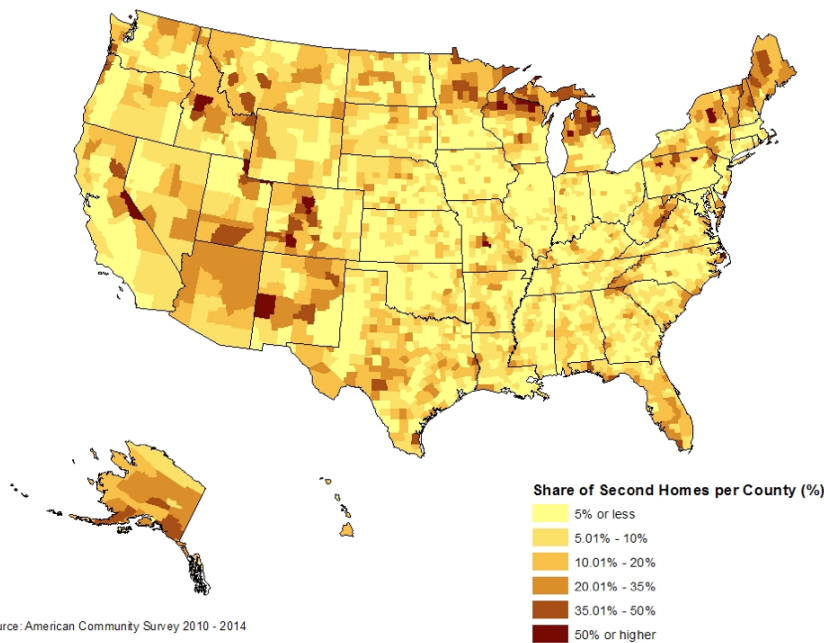 Share of Second Homes per County (%)
5% or less
5.01% - 10%
10.01% - 20%
20.01% - 35%
35.01% - 50%
50% or higher
urce: American Community Survey 2010 - 2014